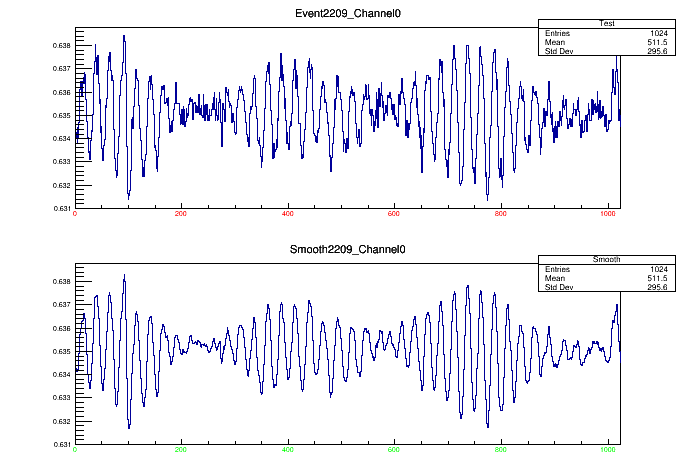 Event2209_Channel0
Test
Entries 1024
Mean 511.5
Std Dev 295.6
0.638
0.637
0.636
0.635
0.634
0.633
0.632
0.631
0 200 400 600 800 1000
Smooth2209_Channel0
Smooth
Entries 1024
Mean 511.5
Std Dev 295.6
0.638
0.637
0.636
0.635
0.634
0.633
0.632
0.631
0 200 400 600 800 1000